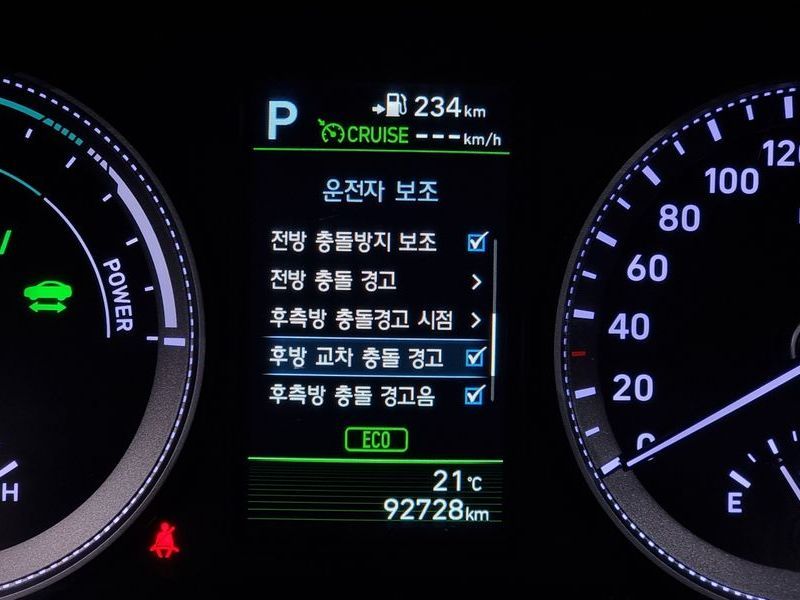 P
234km
CRUISE ---km/h
운전자 보조
전방 충돌방지 보조
전방 충돌 경고
후측방 충돌경고 시점
후방 교차 충돌 경고
후측방 충돌 경고음
ECO
21℃
92728km
POWER
H
120
100
80
60
40
20
0
E